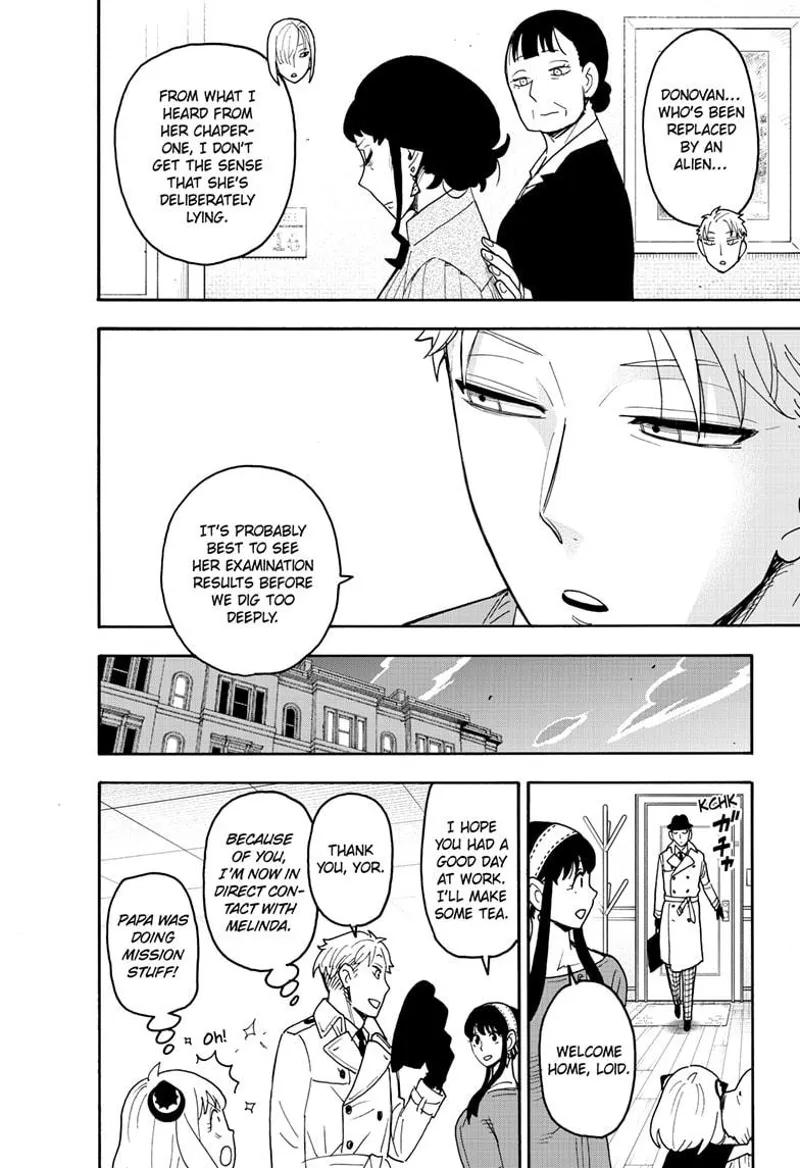 DONOVAN...
WHO'S BEEN
REPLACED
BY AN
ALIEN...
FROM WHAT I
HEARD FROM
HER CHAPER-
ONE, I DON'T
GET THE SENSE
THAT SHE'S
DELIBERATELY
LYING.
IT'S PROBABLY
BEST TO SEE
HER EXAMINATION
RESULTS BEFORE
WE DIG TOO
DEEPLY.
KCHK
ガチャ
WELCOME
HOME, LOID.
I HOPE
YOU HAD A
GOOD DAY
AT WORK.
I'LL MAKE
SOME TEA.
THANK
YOU, YOR.
BECAUSE
OF YOU,
I'M NOW IN
DIRECT CON-
TACT WITH
MELINDA.
PAPA WAS
DOING
MISSION
STUFF!
Oh!